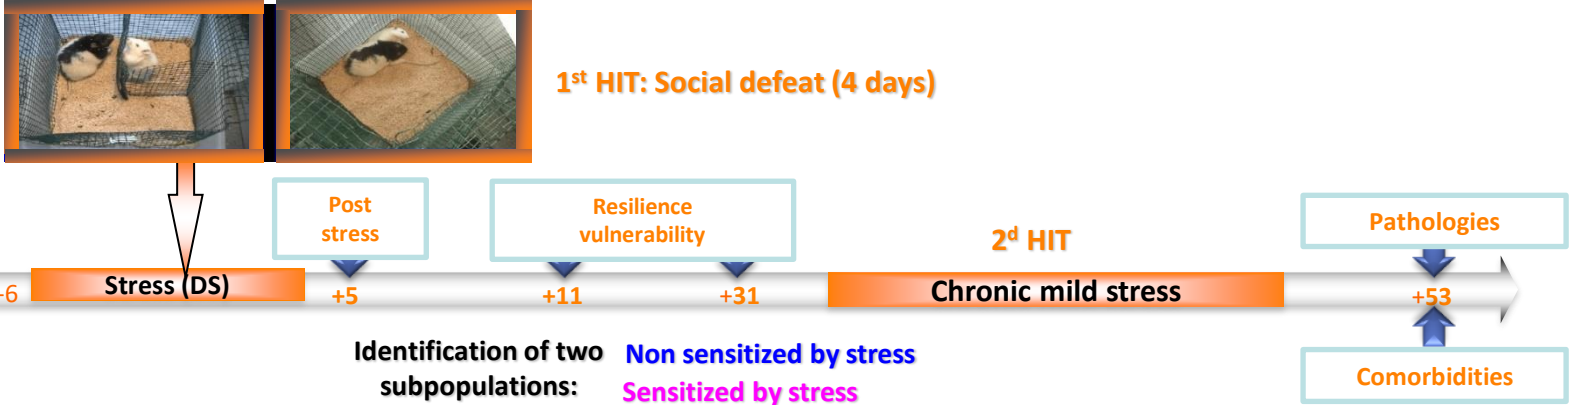 1st HIT: Social defeat (4 days)
Post
stress
Resilience
vulnerability
2d HIT
Pathologies
Stress (DS)
Chronic mild stress
-6
+5
+11
+31
+53
Identification of two
subpopulations:
Non sensitized by stress
Sensitized by stress
Comorbidities